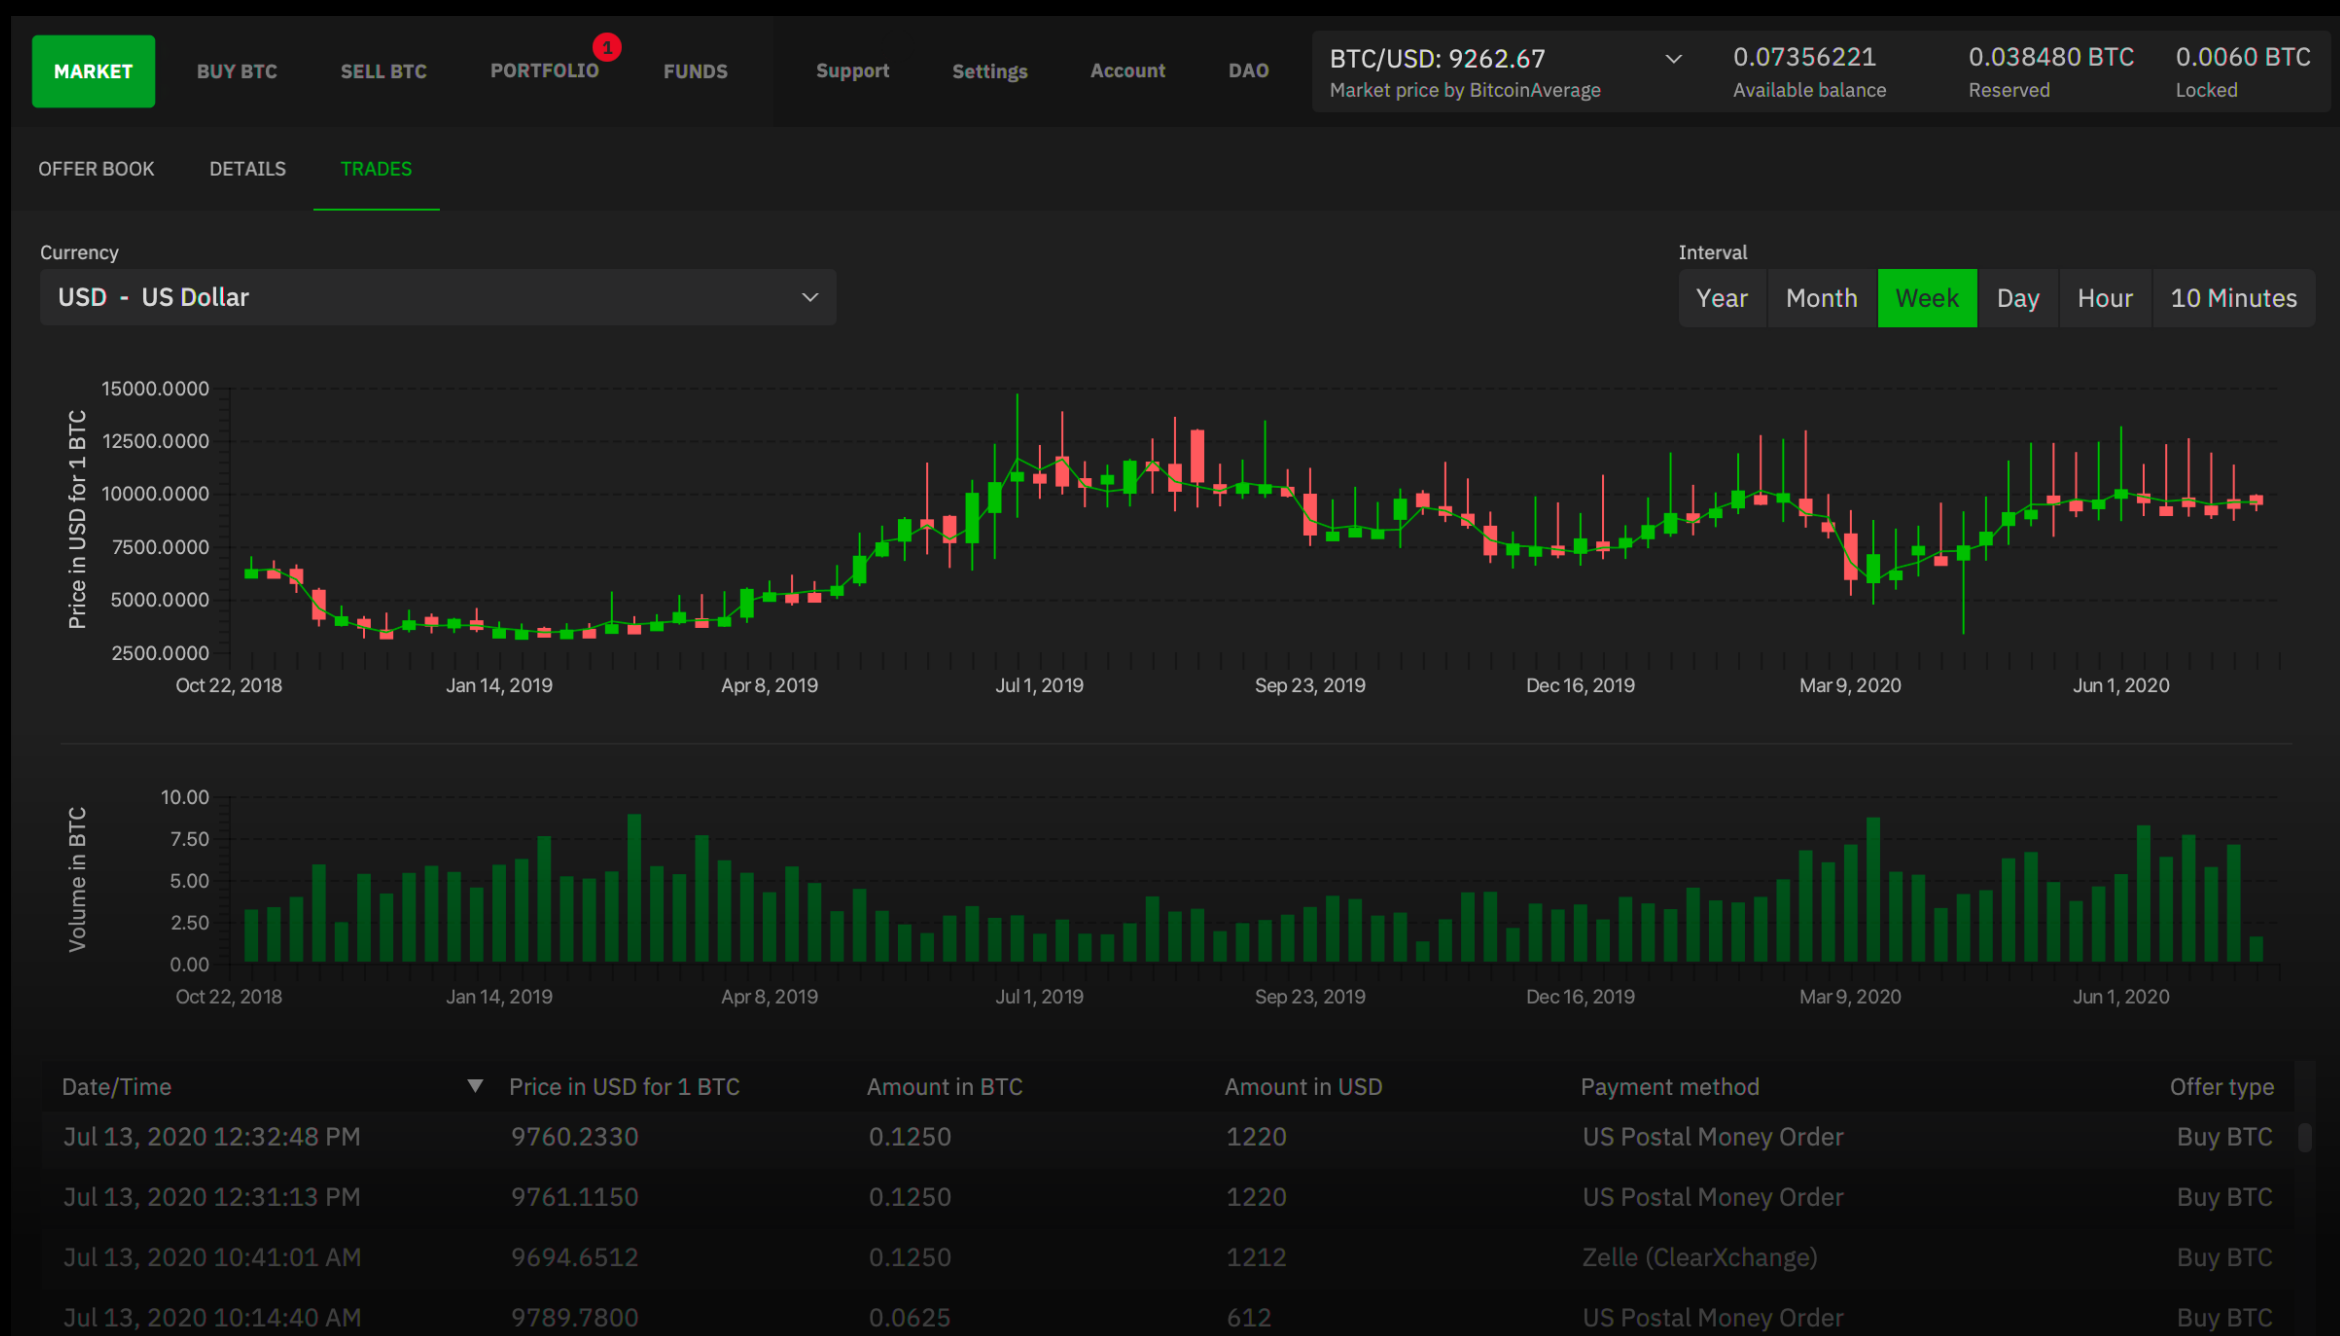 MARKET BUY BTC SELL BTC PORTFOLIO 1 FUNDS Support Settings Account DAO BTC/USD: 9262.67 0.07356221 0.038480 BTC 0.0060 BTC
Market price by BitcoinAverage Available balance Reserved Locked
OFFER BOOK DETAILS TRADES
Currency Interval
USD - US Dollar Year Month Week Day Hour 10 Minutes
Price in USD for 1 BTC
15000.0000
12500.0000
10000.0000
7500.0000
5000.0000
2500.0000
Oct 22, 2018 Jan 14, 2019 Apr 8, 2019 Jul 1, 2019 Sep 23, 2019 Dec 16, 2019 Mar 9, 2020 Jun 1, 2020
Volume in BTC
10.00
7.50
5.00
2.50
0.00
Oct 22, 2018 Jan 14, 2019 Apr 8, 2019 Jul 1, 2019 Sep 23, 2019 Dec 16, 2019 Mar 9, 2020 Jun 1, 2020
Date/Time ▼ Price in USD for 1 BTC Amount in BTC Amount in USD Payment method Offer type
Jul 13, 2020 12:32:48 PM 9760.2330 0.1250 1220 US Postal Money Order Buy BTC
Jul 13, 2020 12:31:13 PM 9761.1150 0.1250 1220 US Postal Money Order Buy BTC
Jul 13, 2020 10:41:01 AM 9694.6512 0.1250 1212 Zelle (ClearXchange) Buy BTC
Jul 13, 2020 10:14:40 AM 9789.7800 0.0625 612 US Postal Money Order Buy BTC